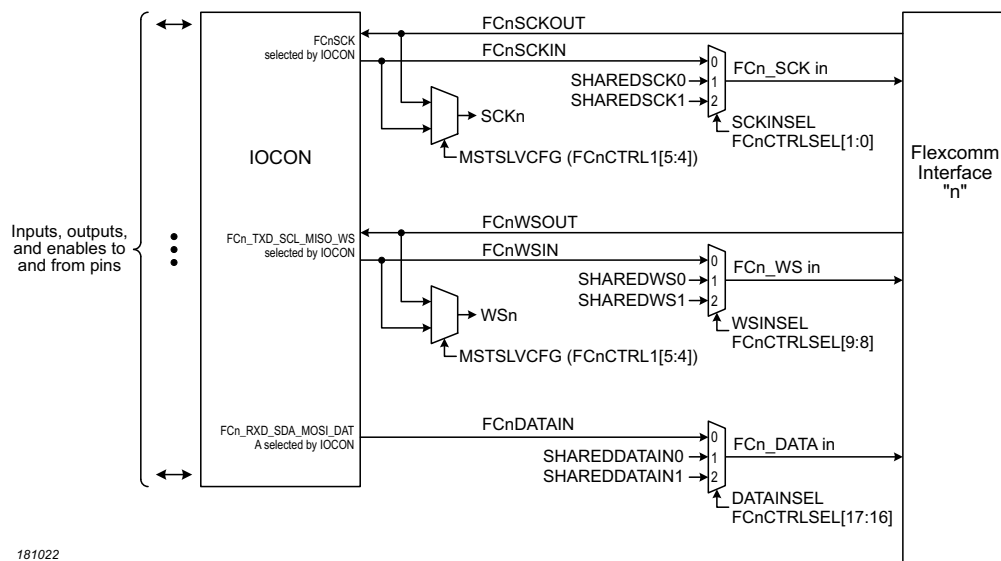 FCnSCKOUT
FCnSCK
selected by IOCON
FCnSCKIN
SHAREDSCK0
SHAREDSCK1
0
1
2
FCn_SCK in
SCKn
SCKINSEL
FCnCTRLSEL[1:0]
MSTSLVCFG (FCnCTRL1[5:4])
IOCON
Flexcomm
Interface
"n"
Inputs, outputs,
and enables to
and from pins
FCnWSOUT
FCn_TXD_SCL_MISO_WS
selected by IOCON
FCnWSIN
SHAREDWS0
SHAREDWS1
0
1
2
FCn_WS in
WSn
WSINSEL
FCnCTRLSEL[9:8]
MSTSLVCFG (FCnCTRL1[5:4])
FCn_RXD_SDA_MOSI_DAT
A selected by IOCON
FCnDATAIN
SHAREDDATAIN0
SHAREDDATAIN1
0
1
2
FCn_DATA in
DATAINSEL
FCnCTRLSEL[17:16]
181022